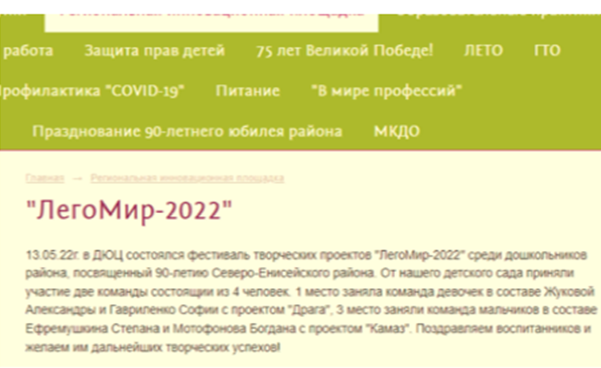 Региональная инновационная площадка
работа Защита прав детей 75 лет Великой Победе! ЛЕТО ГТО
Профилактика "COVID-19" Питание "В мире профессий"
Празднование 90-летнего юбилея района МКДО
Главная → Региональная инновационная площадка
"ЛегоМир-2022"
13.05.22г. в ДЮЦ состоялся фестиваль творческих проектов "ЛегоМир-2022" среди дошкольников
района, посвященный 90-летию Северо-Енисейского района. От нашего детского сада приняли
участие две команды состоящии из 4 человек. 1 место заняла команда девочек в составе Жуковой
Александры и Гавриленко Софии с проектом "Драга", 3 место заняли команда мальчиков в составе
Ефремушкина Степана и Мотофонова Богдана с проектом "Камаз". Поздравляем воспитанников и
желаем им дальнейших творческих успехов!